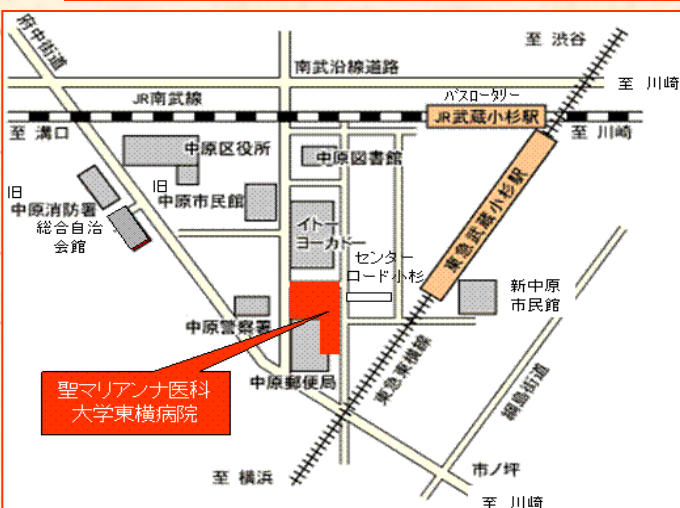 府中街道
至 渋谷
南武沿線道路
至 川崎
JR南武線
バスロータリー
JR武蔵小杉駅
至 溝口
至 川崎
中原区役所
中原図書館
旧
中原消防署
旧
中原市民館
総合自治
会館
イトー
ヨーカドー
東急武蔵小杉駅
センター
ロード小杉
新中原
市民館
中原警察署
中原郵便局
東急東横線
綱島街道
聖マリアンナ医科
大学東横病院
至 横浜
市ノ坪
至 川崎